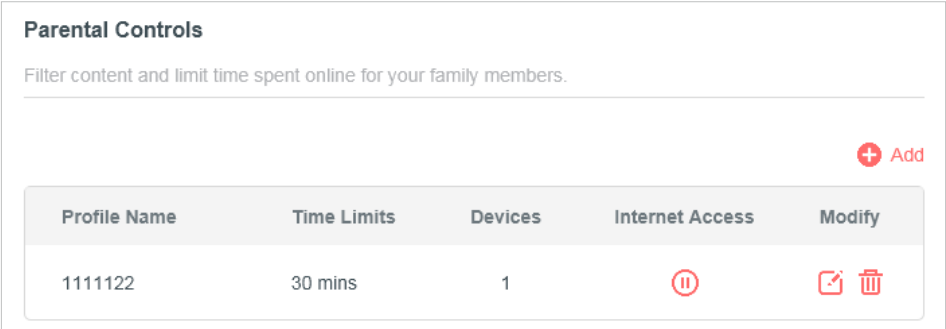 Parental Controls
Filter content and limit time spent online for your family members.
Add
Profile Name Time Limits Devices Internet Access Modify
1111122 30 mins 1